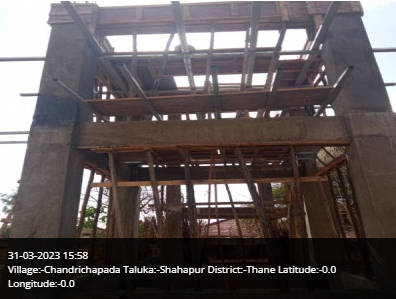 31-03-2023 15:58
Village:-Chandrichapada Taluka:-Shahapur District:-Thane Latitude:-0.0
Longitude:-0.0